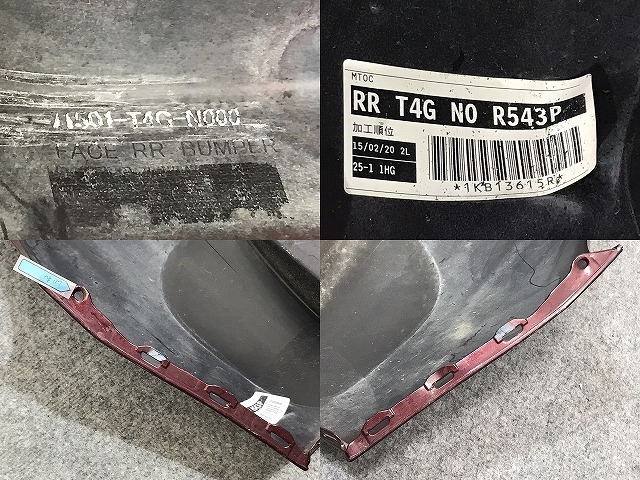 71501-T4G-N000
FACE RR BUMPER
MTOC
RR T4G N0 R543P
加工順位
15/02/20 2L
25-1 1HG
*1KB13615R*